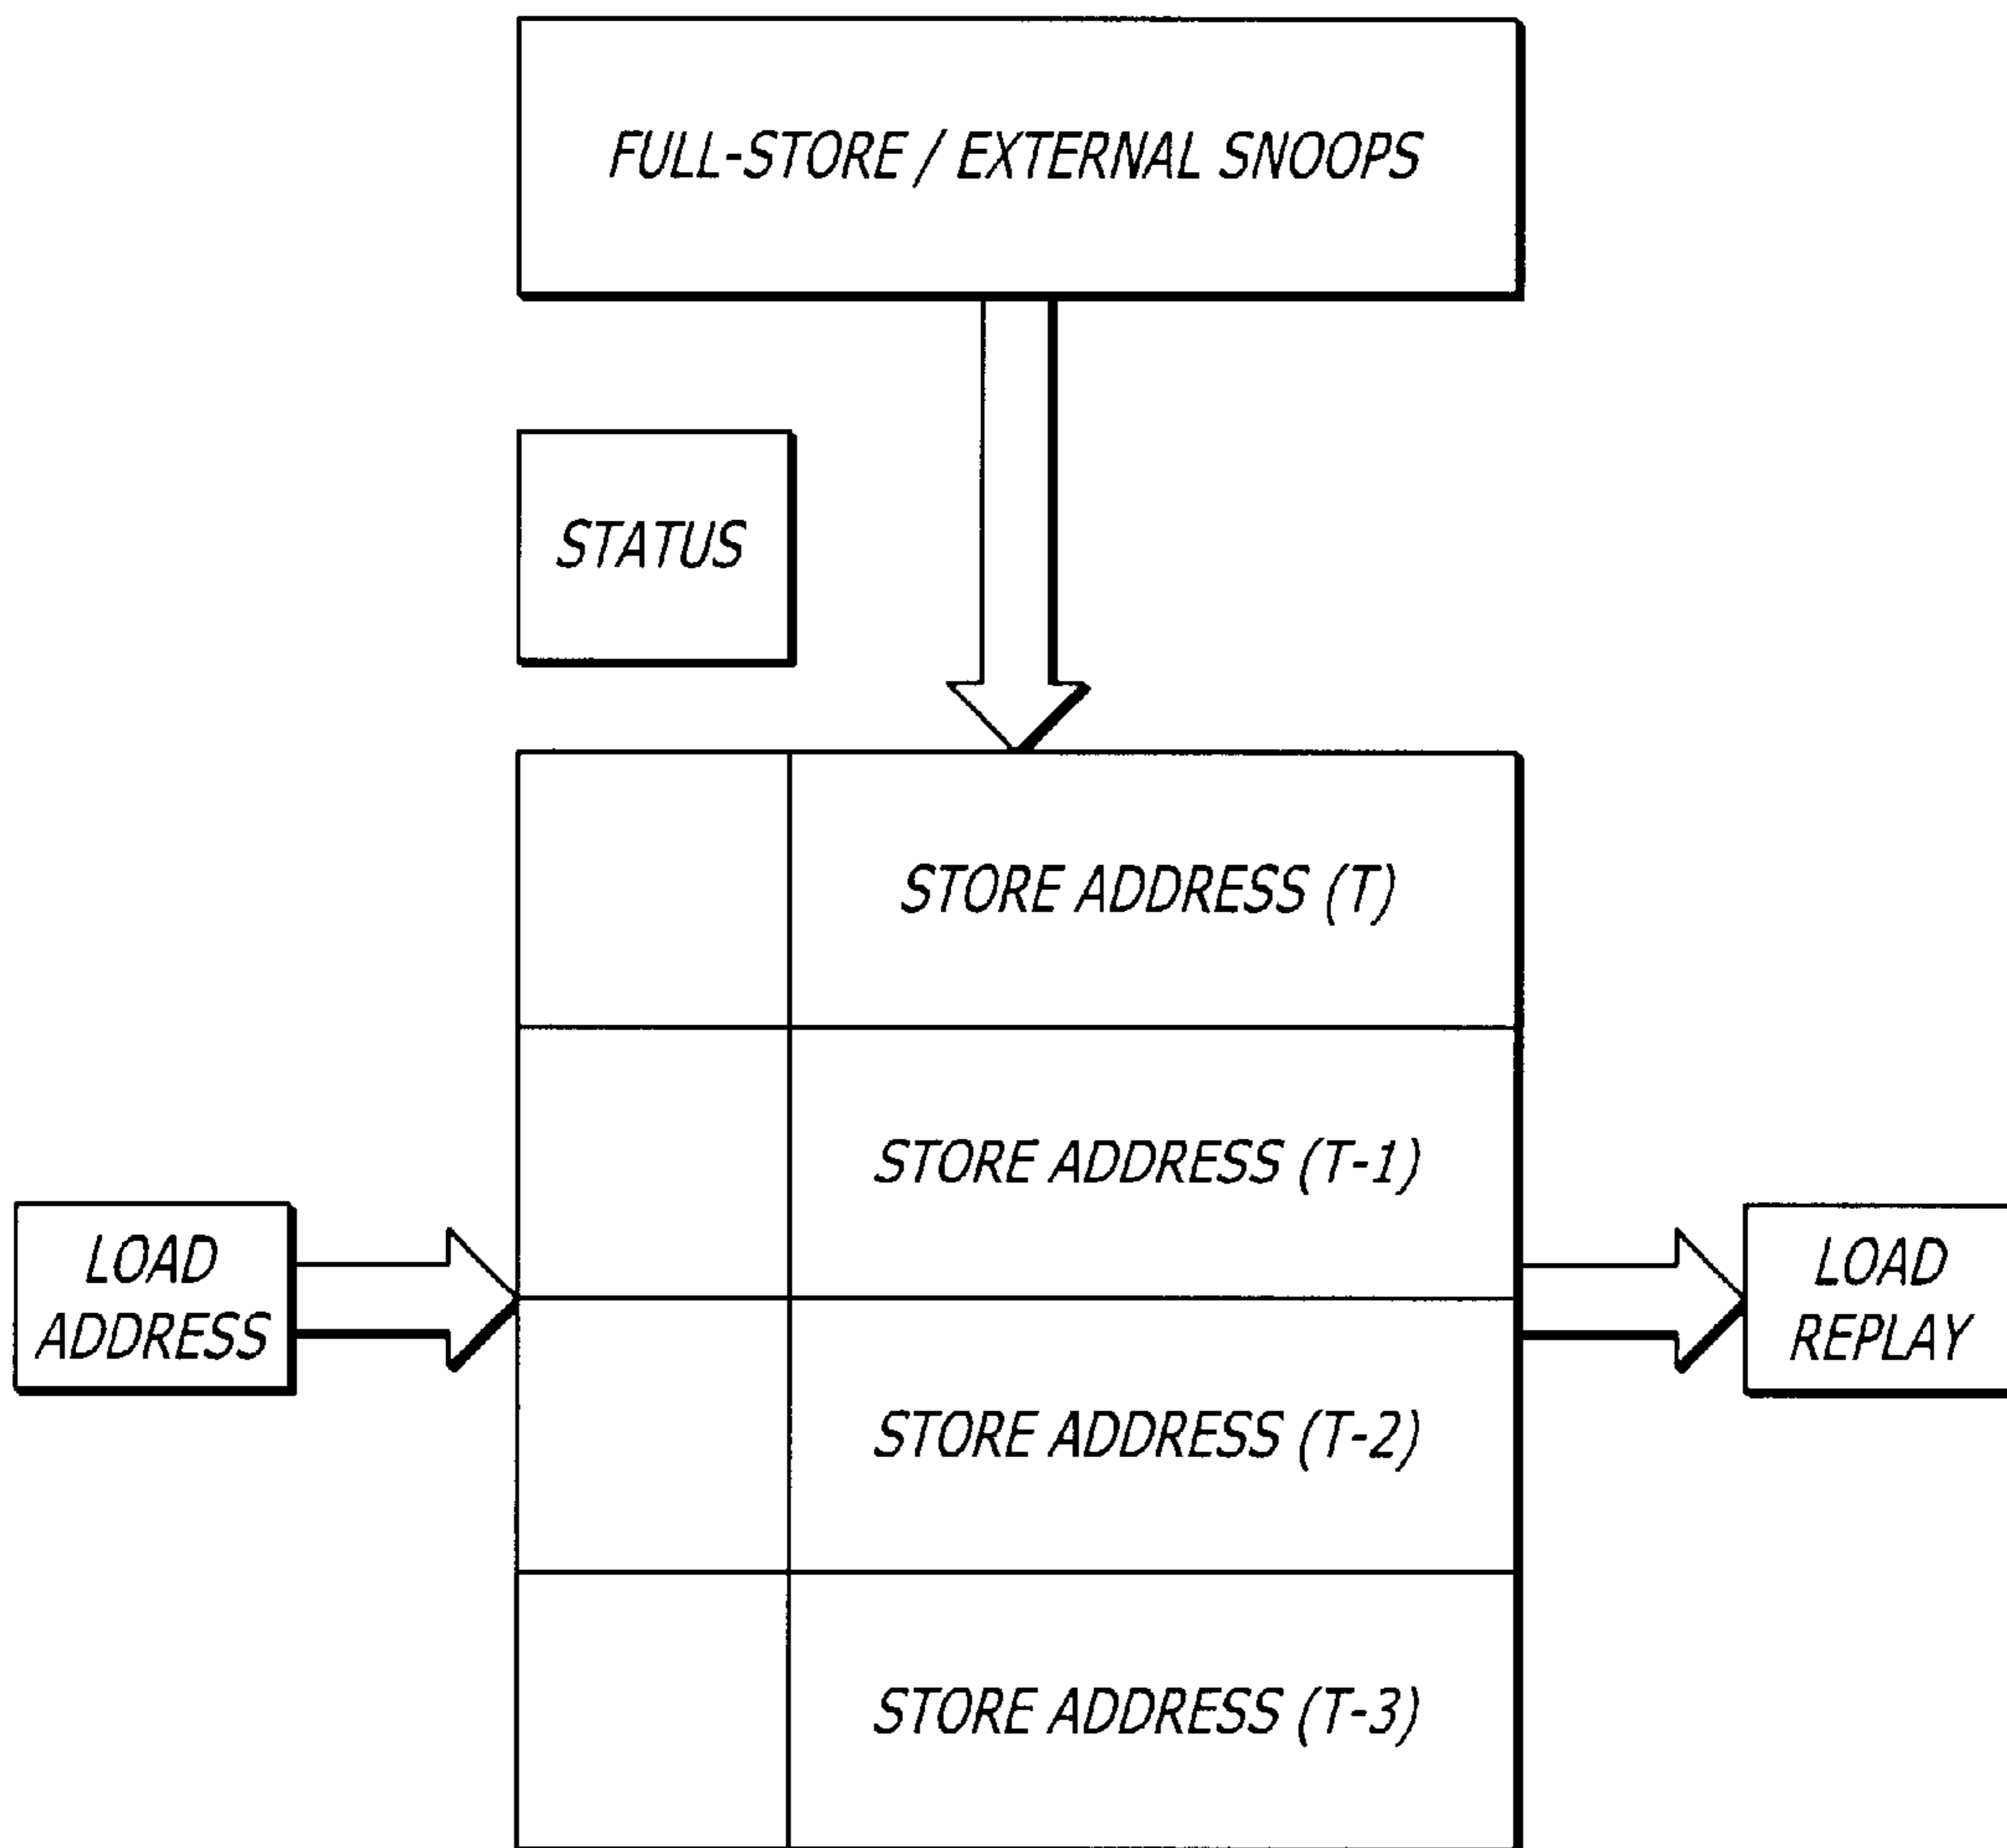 FULL-STORE / EXTERNAL SNOOPS
STATUS
STORE ADDRESS (T)
STORE ADDRESS (T-1)
LOAD
ADDRESS
LOAD
REPLAY
STORE ADDRESS (T-2)
STORE ADDRESS (T-3)